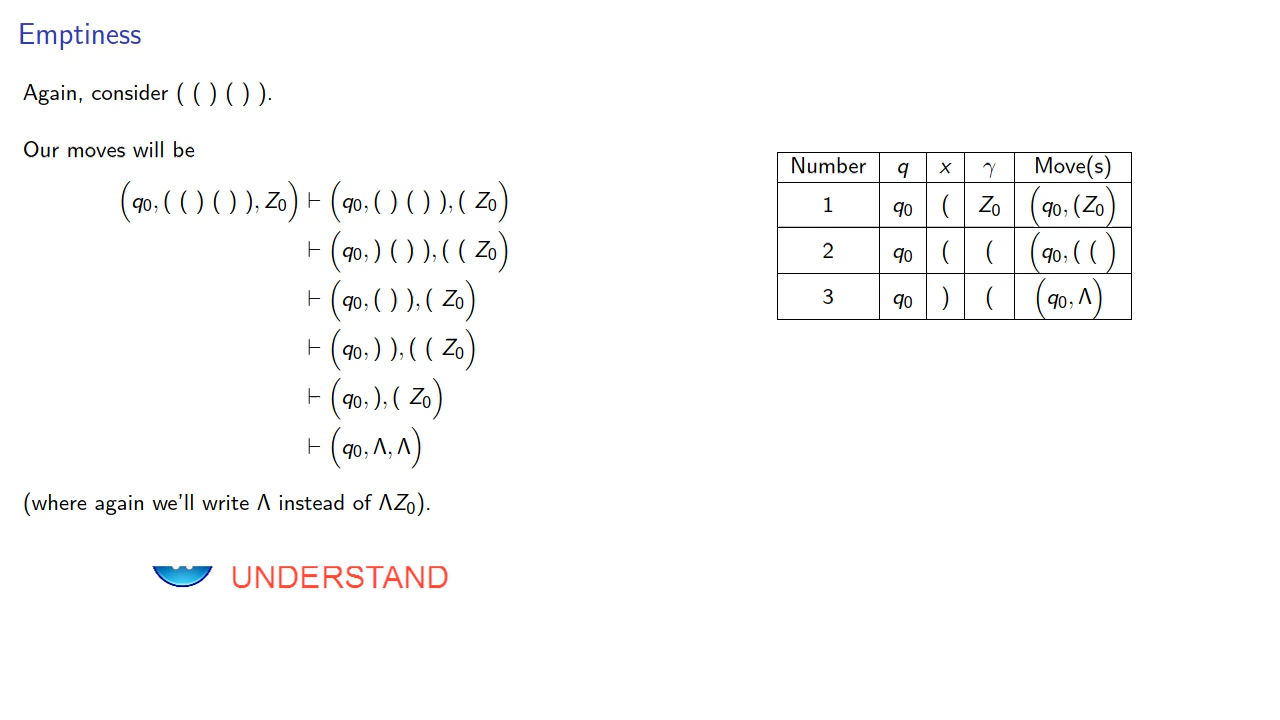 Emptiness
Again, consider ( ( ) ( ) ).
Our moves will be
(q₀, ( ( ) ( ) ), Z₀) ⊢ (q₀, ( ) ( ) ), ( Z₀)
⊢ (q₀, ) ( ) ), ( ( Z₀)
⊢ (q₀, ( ) ), ( Z₀)
⊢ (q₀, ) ), ( ( Z₀)
⊢ (q₀, ), ( Z₀)
⊢ (q₀, Λ, Λ)
(where again we'll write Λ instead of ΛZ₀).
Number q x γ Move(s)
1 q₀ ( Z₀ (q₀, (Z₀)
2 q₀ ( ( (q₀, ( ( )
3 q₀ ) ( (q₀, Λ)
UNDERSTAND